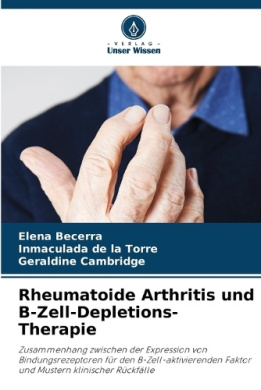 VERLAG
Unser Wissen
Elena Becerra
Inmaculada de la Torre
Geraldine Cambridge
Rheumatoide Arthritis und
B-Zell-Depletions-
Therapie
Zusammenhang zwischen der Expression von
Bindungsrezeptoren für den B-Zell-aktivierenden Faktor
und Mustern klinischer Rückfälle